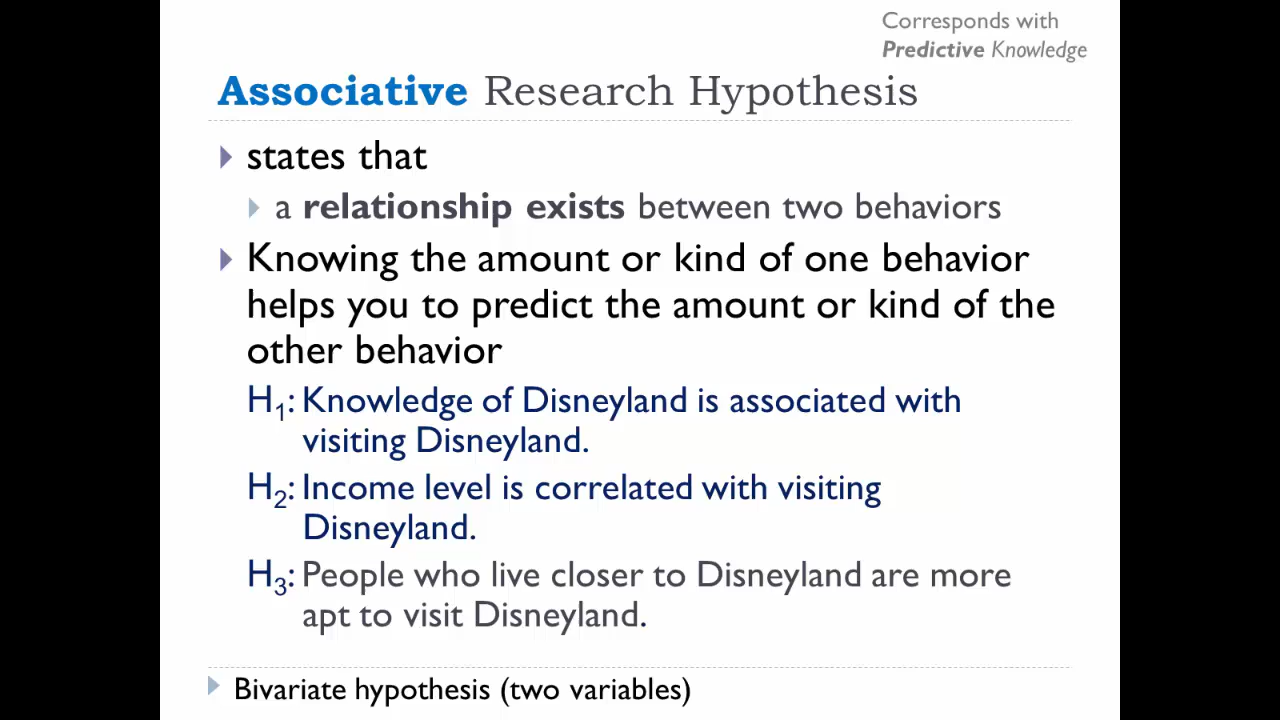 Corresponds with
Predictive Knowledge
Associative Research Hypothesis
states that
a relationship exists between two behaviors
Knowing the amount or kind of one behavior
helps you to predict the amount or kind of the
other behavior
H1: Knowledge of Disneyland is associated with
visiting Disneyland.
H2: Income level is correlated with visiting
Disneyland.
H3: People who live closer to Disneyland are more
apt to visit Disneyland.
Bivariate hypothesis (two variables)